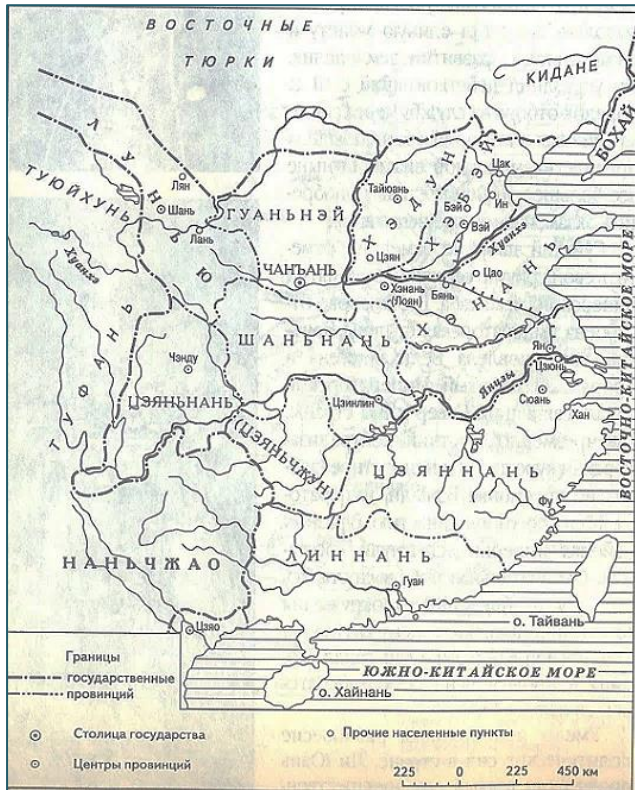 ВОСТОЧНЫЕ
ТЮРКИ
КИДАНЕ
БОХАЙ
ТУЮЙХУНЬ
ЛУНЬЮ
Лян
Шань
Лань
Хуанхэ
ГУАНЬНЭЙ
ЧАНЪАНЬ
Тайюань
Цзян
ХЭДУН
ХЭБЭЙ
Цак
Ин
Бэй
Вэй
Хуанхэ
Цао
Бянь
Хэнань
(Лоян)
ХЭНАНЬ
ТФАНЬ
ШАНЬНАНЬ
Чэнду
ЦЗЯНЬНАНЬ
Цзинлин
(ЦЗЯНЬЧЖУН)
Ян
Цзюнь
Янцзы
Сюань
Хан
ЦЗЯННАНЬ
Фу
ВОСТОЧНО-КИТАЙСКОЕ МОРЕ
НАНЬЧЖАО
ЛИННАНЬ
Гуан
Цзяо
о. Тайвань
ЮЖНО-КИТАЙСКОЕ МОРЕ
о. Хайнань
Границы
государственные
провинций
Столица государства
Центры провинций
Прочие населенные пункты
225 0 225 450 км